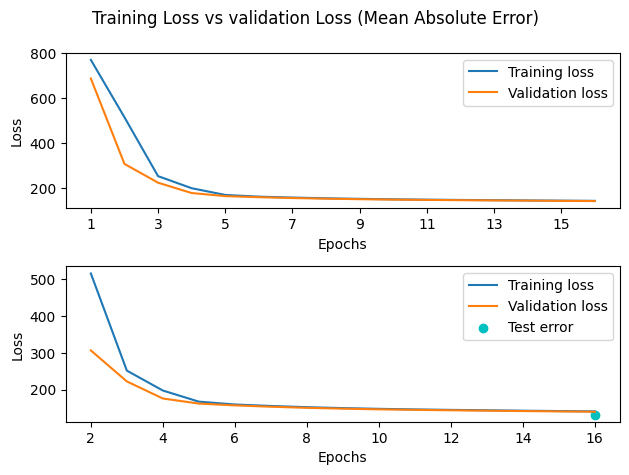 Training Loss vs validation Loss (Mean Absolute Error)
800
600
400
200
Loss
Training loss
Validation loss
1 3 5 7 9 11 13 15
Epochs
500
400
300
200
Loss
Training loss
Validation loss
Test error
2 4 6 8 10 12 14 16
Epochs